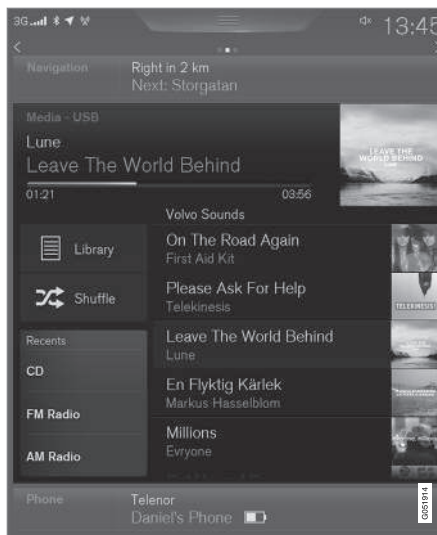 3G 13:45
Navigation
Right in 2 km
Next: Storgatan
Media - USB
Lune
Leave The World Behind
01:21 03:56
LEAVE THE
WORLD BEHIND
LUNE
Volvo Sounds
Library
Shuffle
On The Road Again
First Aid Kit
Please Ask For Help
Telekinesis
TELEKINESIS!
Leave The World Behind
Lune
En Flyktig Kärlek
Markus Hasselblom
Millions
Evryone
Recents
CD
FM Radio
AM Radio
Phone
Telenor
Daniel's Phone
G051914